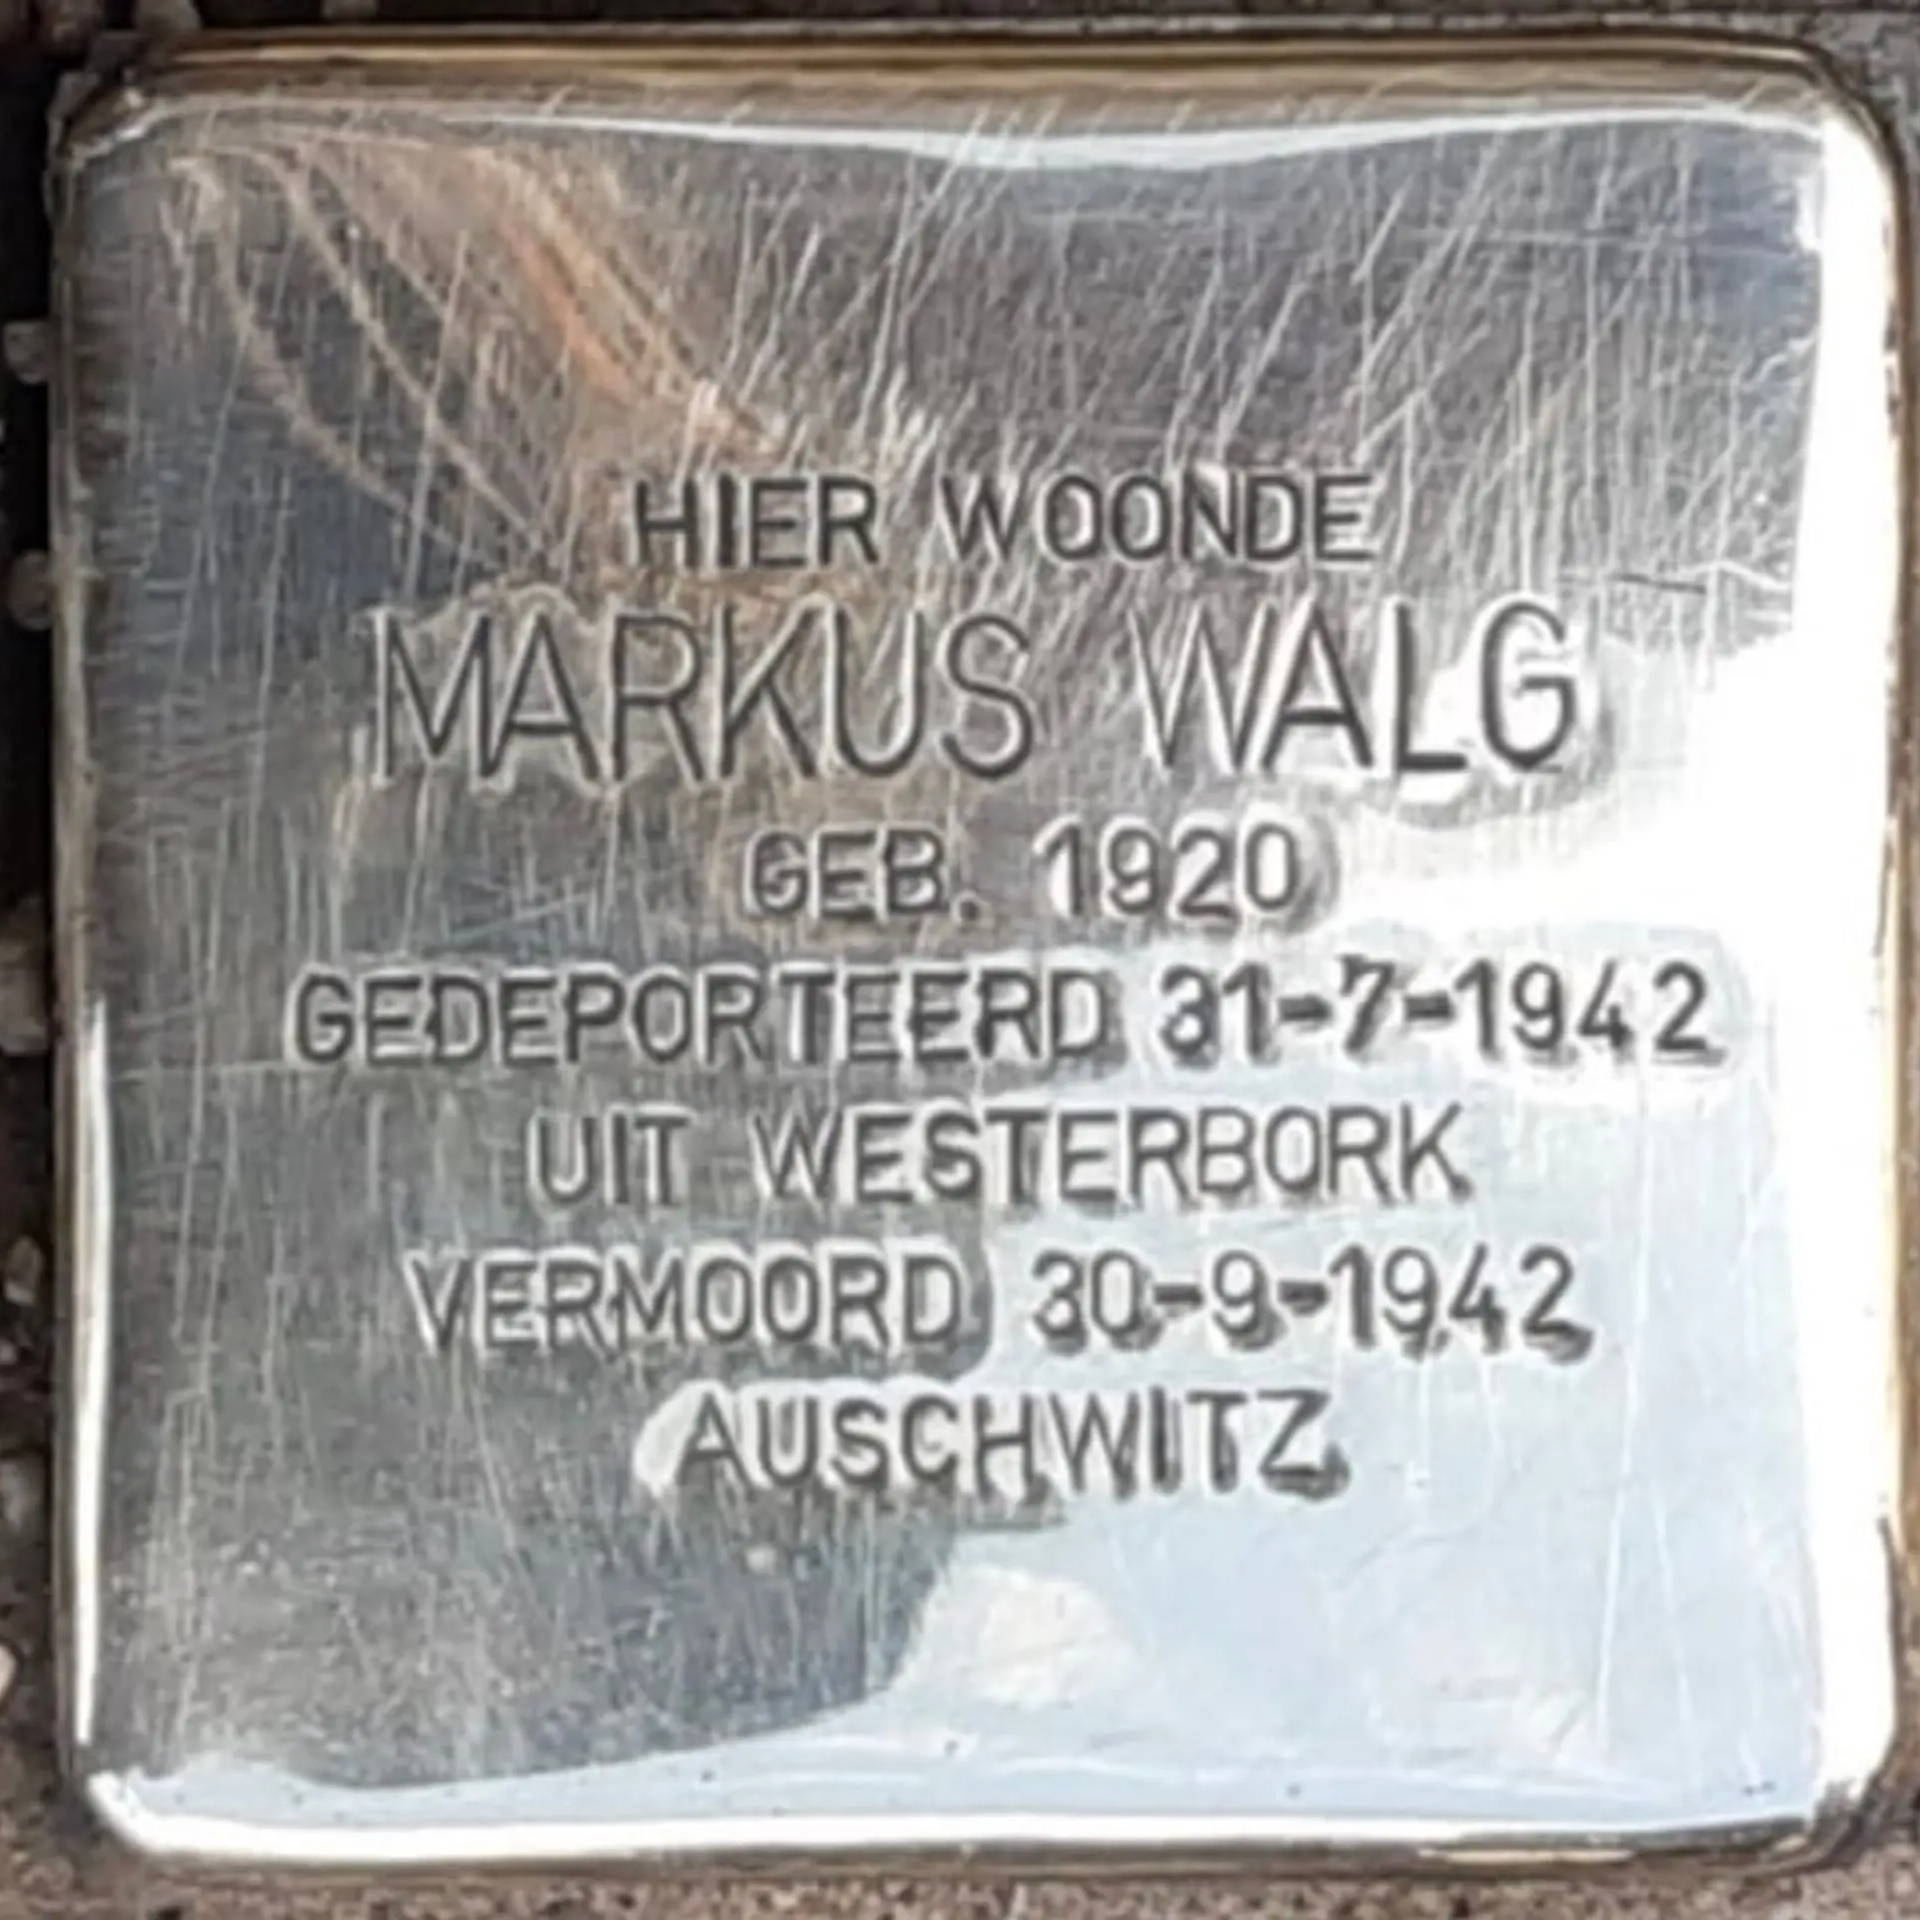 HIER WOONDE
MARKUS WALG
GEB. 1920
GEDEPORTEERD 31-7-1942
UIT WESTERBORK
VERMOORD 30-9-1942
AUSCHWITZ